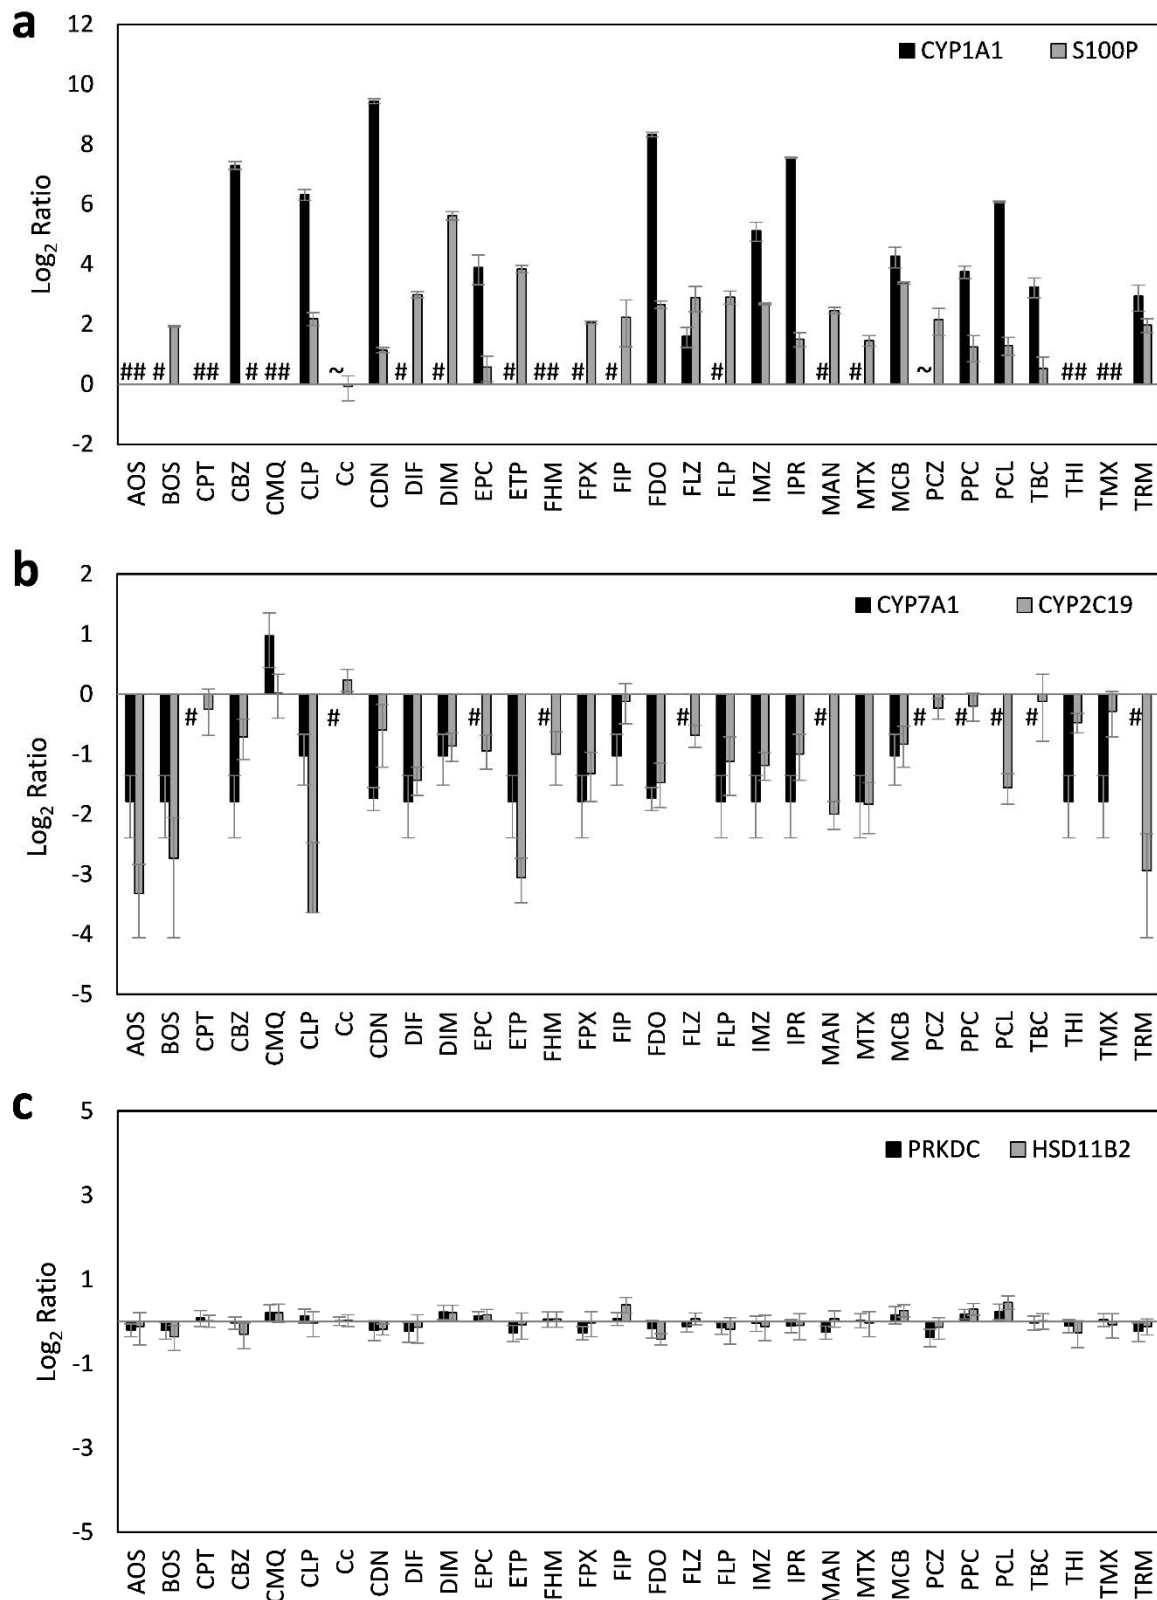 a
12
10
8
6
4
2
0
-2
Log2 Ratio
CYP1A1 S100P
## # ## # ## ~ # # # ## # # # # # ~ ## ##
AOS BOS CPT CBZ CMQ CLP Cc CDN DIF DIM EPC ETP FHM FPX FIP FDO FLZ FLP IMZ IPR MAN MTX MCB PCZ PPC PCL TBC THI TMX TRM
b
2
1
0
-1
-2
-3
-4
-5
Log2 Ratio
CYP7A1 CYP2C19
# # # # # # # # # # #
AOS BOS CPT CBZ CMQ CLP Cc CDN DIF DIM EPC ETP FHM FPX FIP FDO FLZ FLP IMZ IPR MAN MTX MCB PCZ PPC PCL TBC THI TMX TRM
c
5
3
1
-1
-3
-5
Log2 Ratio
PRKDC HSD11B2
AOS BOS CPT CBZ CMQ CLP Cc CDN DIF DIM EPC ETP FHM FPX FIP FDO FLZ FLP IMZ IPR MAN MTX MCB PCZ PPC PCL TBC THI TMX TRM